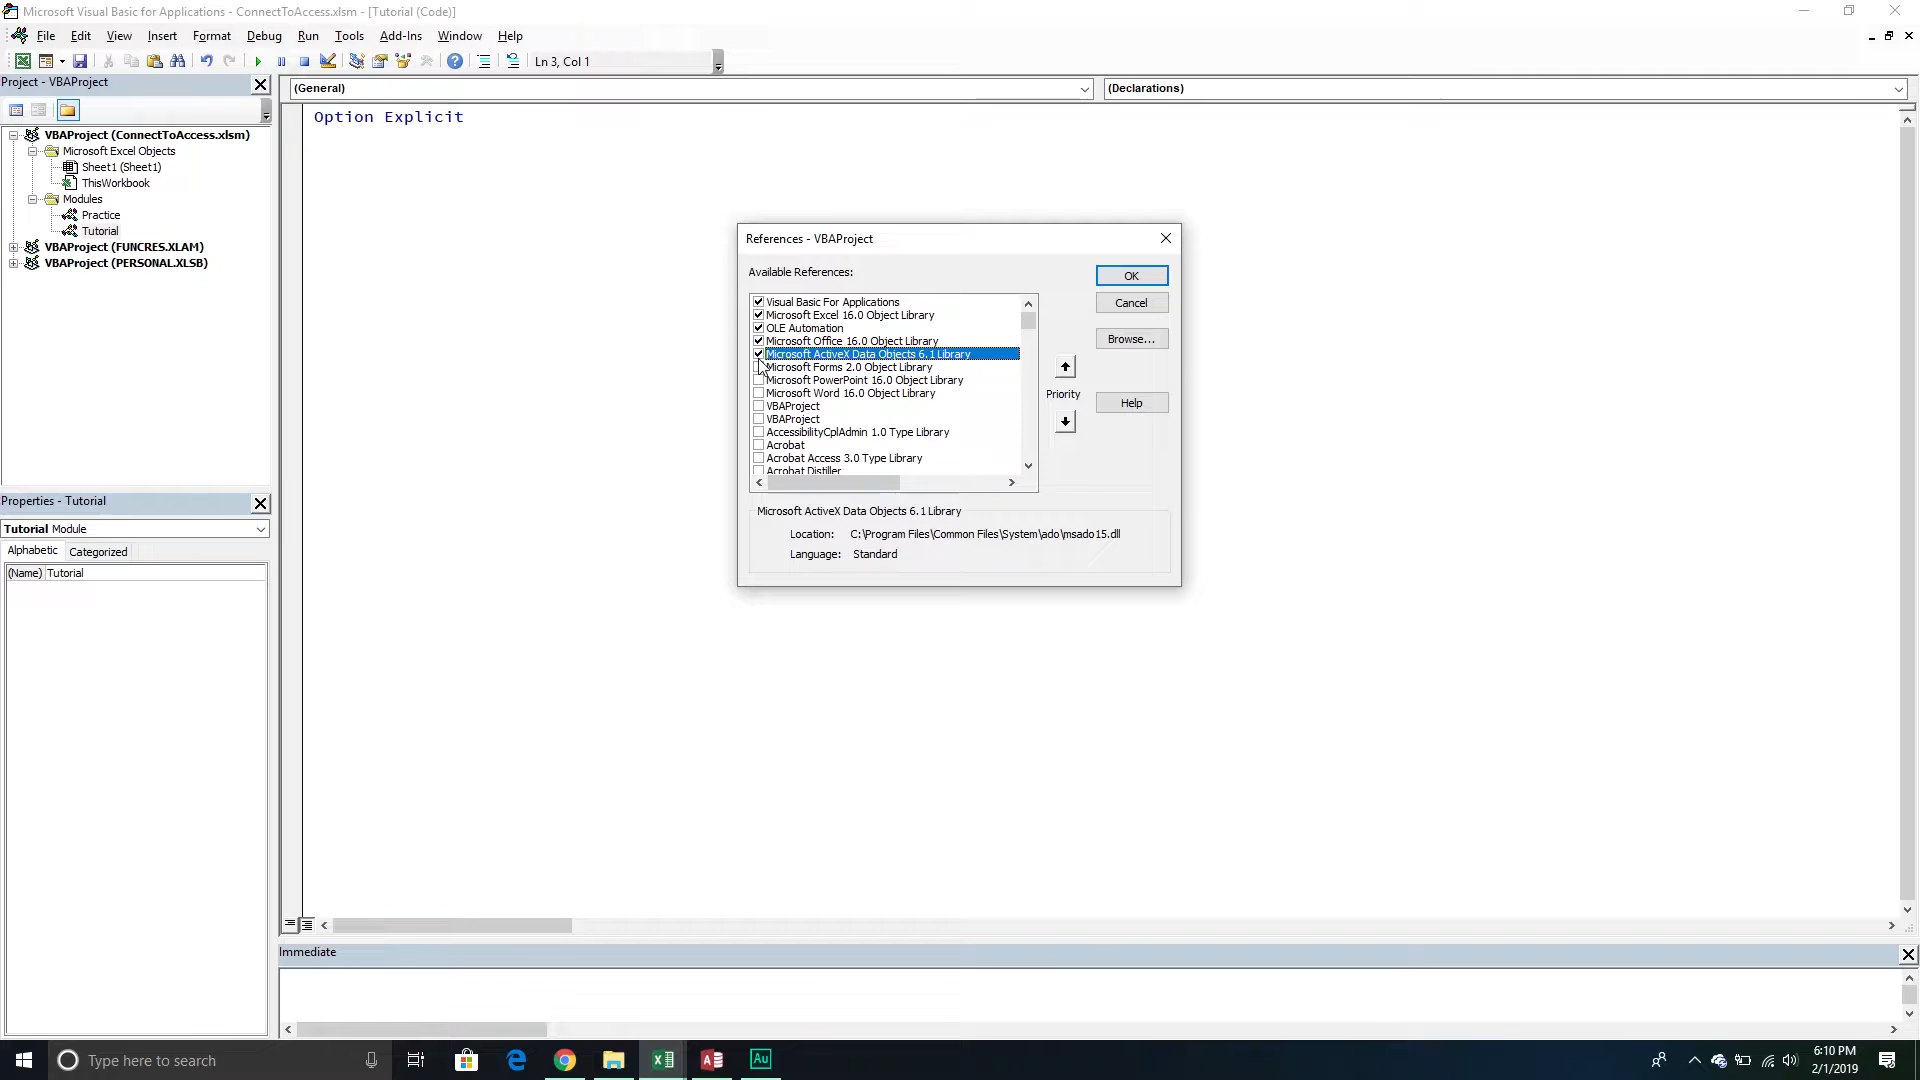 Microsoft Visual Basic for Applications - ConnectToAccess.xlsm - [Tutorial (Code)]
File Edit View Insert Format Debug Run Tools Add-Ins Window Help
Ln 3, Col 1
Project - VBAProject
(General)
(Declarations)
Option Explicit
VBAProject (ConnectToAccess.xlsm)
Microsoft Excel Objects
Sheet1 (Sheet1)
ThisWorkbook
Modules
Practice
Tutorial
VBAProject (FUNCRES.XLAM)
VBAProject (PERSONAL.XLSB)
References - VBAProject
Available References:
Visual Basic For Applications
Microsoft Excel 16.0 Object Library
OLE Automation
Microsoft Office 16.0 Object Library
Microsoft ActiveX Data Objects 6.1 Library
Microsoft Forms 2.0 Object Library
Microsoft PowerPoint 16.0 Object Library
Microsoft Word 16.0 Object Library
VBAProject
VBAProject
AccessibilityCplAdmin 1.0 Type Library
Acrobat
Acrobat Access 3.0 Type Library
Acrobat Distiller
OK
Cancel
Browse...
Priority
Help
Microsoft ActiveX Data Objects 6.1 Library
Location: C:\Program Files\Common Files\System\ado\msado15.dll
Language: Standard
Properties - Tutorial
Tutorial Module
Alphabetic Categorized
(Name) Tutorial
Immediate
Type here to search
Au
6:10 PM
2/1/2019